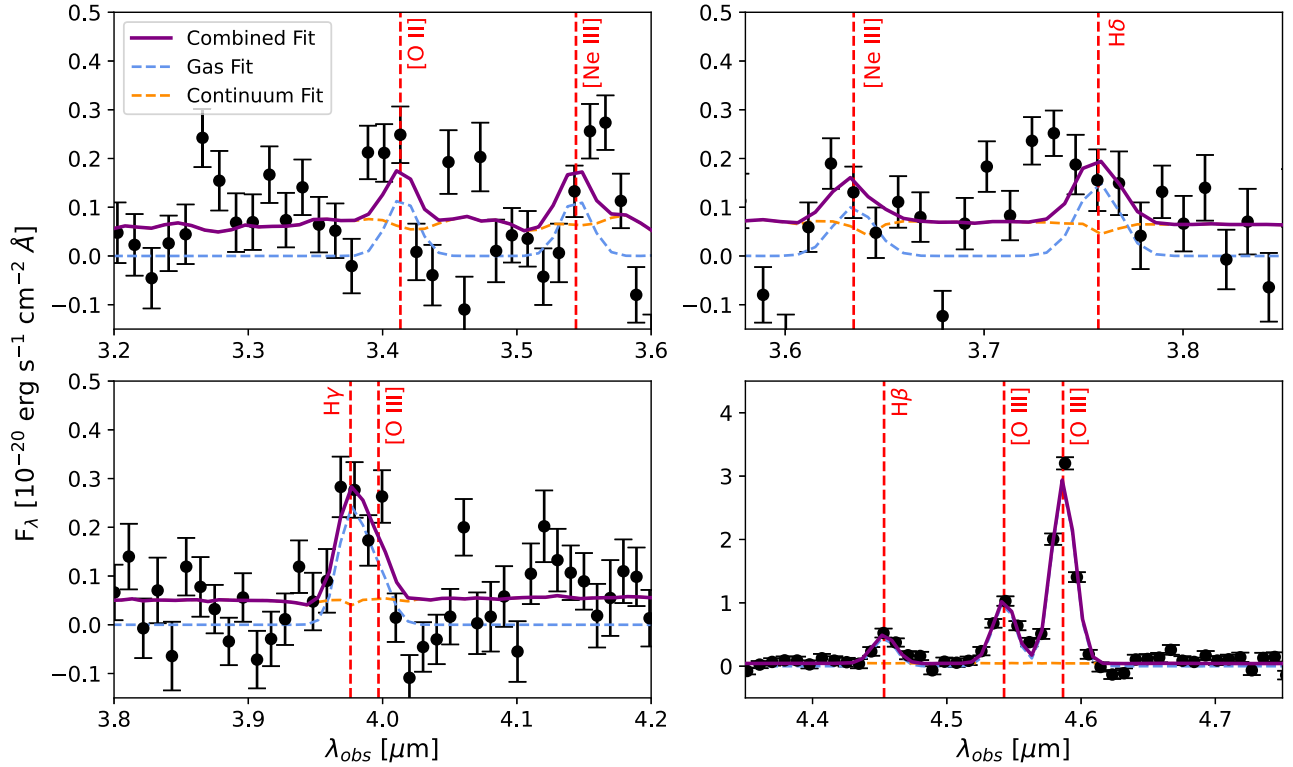 0.5
0.4
0.3
0.2
0.1
0.0
−0.1
Combined Fit
Gas Fit
Continuum Fit
[O II]
[Ne III]
3.2
3.3
3.4
3.5
3.6
0.5
0.4
0.3
0.2
0.1
0.0
−0.1
[Ne III]
Hδ
3.6
3.7
3.8
F_λ [10⁻²⁰ erg s⁻¹ cm⁻² Å]
0.5
0.4
0.3
0.2
0.1
0.0
−0.1
Hγ
[O III]
3.8
3.9
4.0
4.1
4.2
λ_obs [μm]
4
3
2
1
0
Hβ
[O III]
[O III]
4.4
4.5
4.6
4.7
λ_obs [μm]